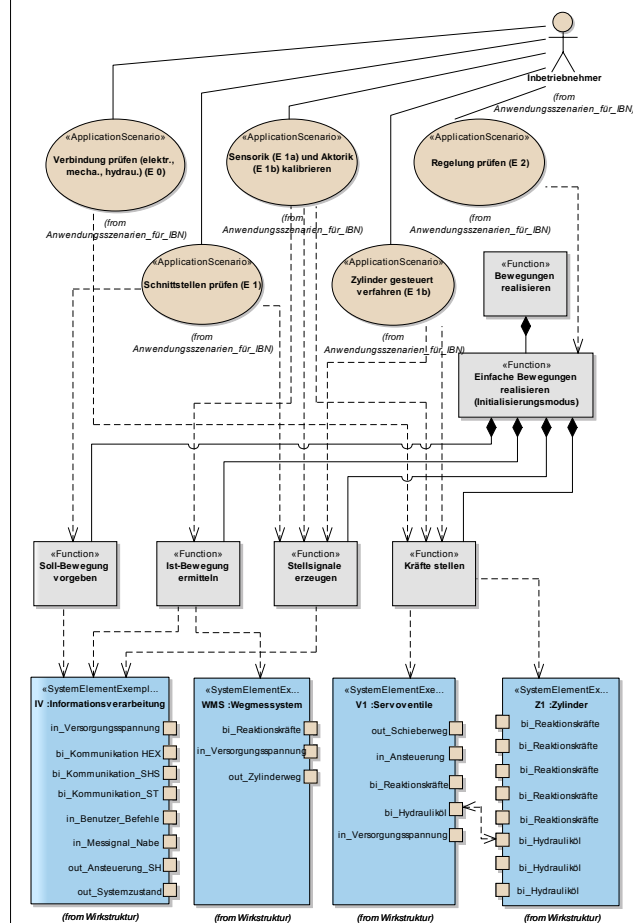 Inbetriebnehmer
(from
Anwendungsszenarien_für_IBN)
«ApplicationScenario»
Verbindung prüfen (elektr.,
mecha., hydrau.) (E 0)
(from
Anwendungsszenarien_für_IBN)
«ApplicationScenario»
Sensorik (E 1a) und Aktorik
(E 1b) kalibrieren
(from
Anwendungsszenarien_für_IBN)
«ApplicationScenario»
Regelung prüfen (E 2)
(from
Anwendungsszenarien_für_IBN)
«ApplicationScenario»
Schnittstellen prüfen (E 1)
(from
Anwendungsszenarien_für_IBN)
«ApplicationScenario»
Zylinder gesteuert
verfahren (E 1b)
(from
Anwendungsszenarien_für_IBN)
«Function»
Bewegungen
realisieren
«Function»
Einfache Bewegungen
realisieren
(Initialisierungsmodus)
«Function»
Soll-Bewegung
vorgeben
«Function»
Ist-Bewegung
ermitteln
«Function»
Stellsignale
erzeugen
«Function»
Kräfte stellen
«SystemElementExempl...
IV :Informationsverarbeitung
in_Versorgungsspannung
bi_Kommunikation HEX
bi_Kommunikation_SHS
bi_Kommunikation_ST
in_Benutzer_Befehle
in_Messignal_Nabe
out_Ansteuerung_SH
out_Systemzustand
(from Wirkstruktur)
«SystemElementEx...
WMS :Wegmessystem
bi_Reaktionskräfte
in_Versorgungsspannung
out_Zylinderweg
(from Wirkstruktur)
«SystemElementExe...
V1 :Servoventile
out_Schieberweg
in_Ansteuerung
bi_Reaktionskräfte
bi_Hydrauliköl
in_Versorgungsspannung
(from Wirkstruktur)
«SystemElementEx...
Z1 :Zylinder
bi_Reaktionskräfte
bi_Reaktionskräfte
bi_Reaktionskräfte
bi_Reaktionskräfte
bi_Reaktionskräfte
bi_Hydrauliköl
bi_Hydrauliköl
bi_Hydrauliköl
(from Wirkstruktur)